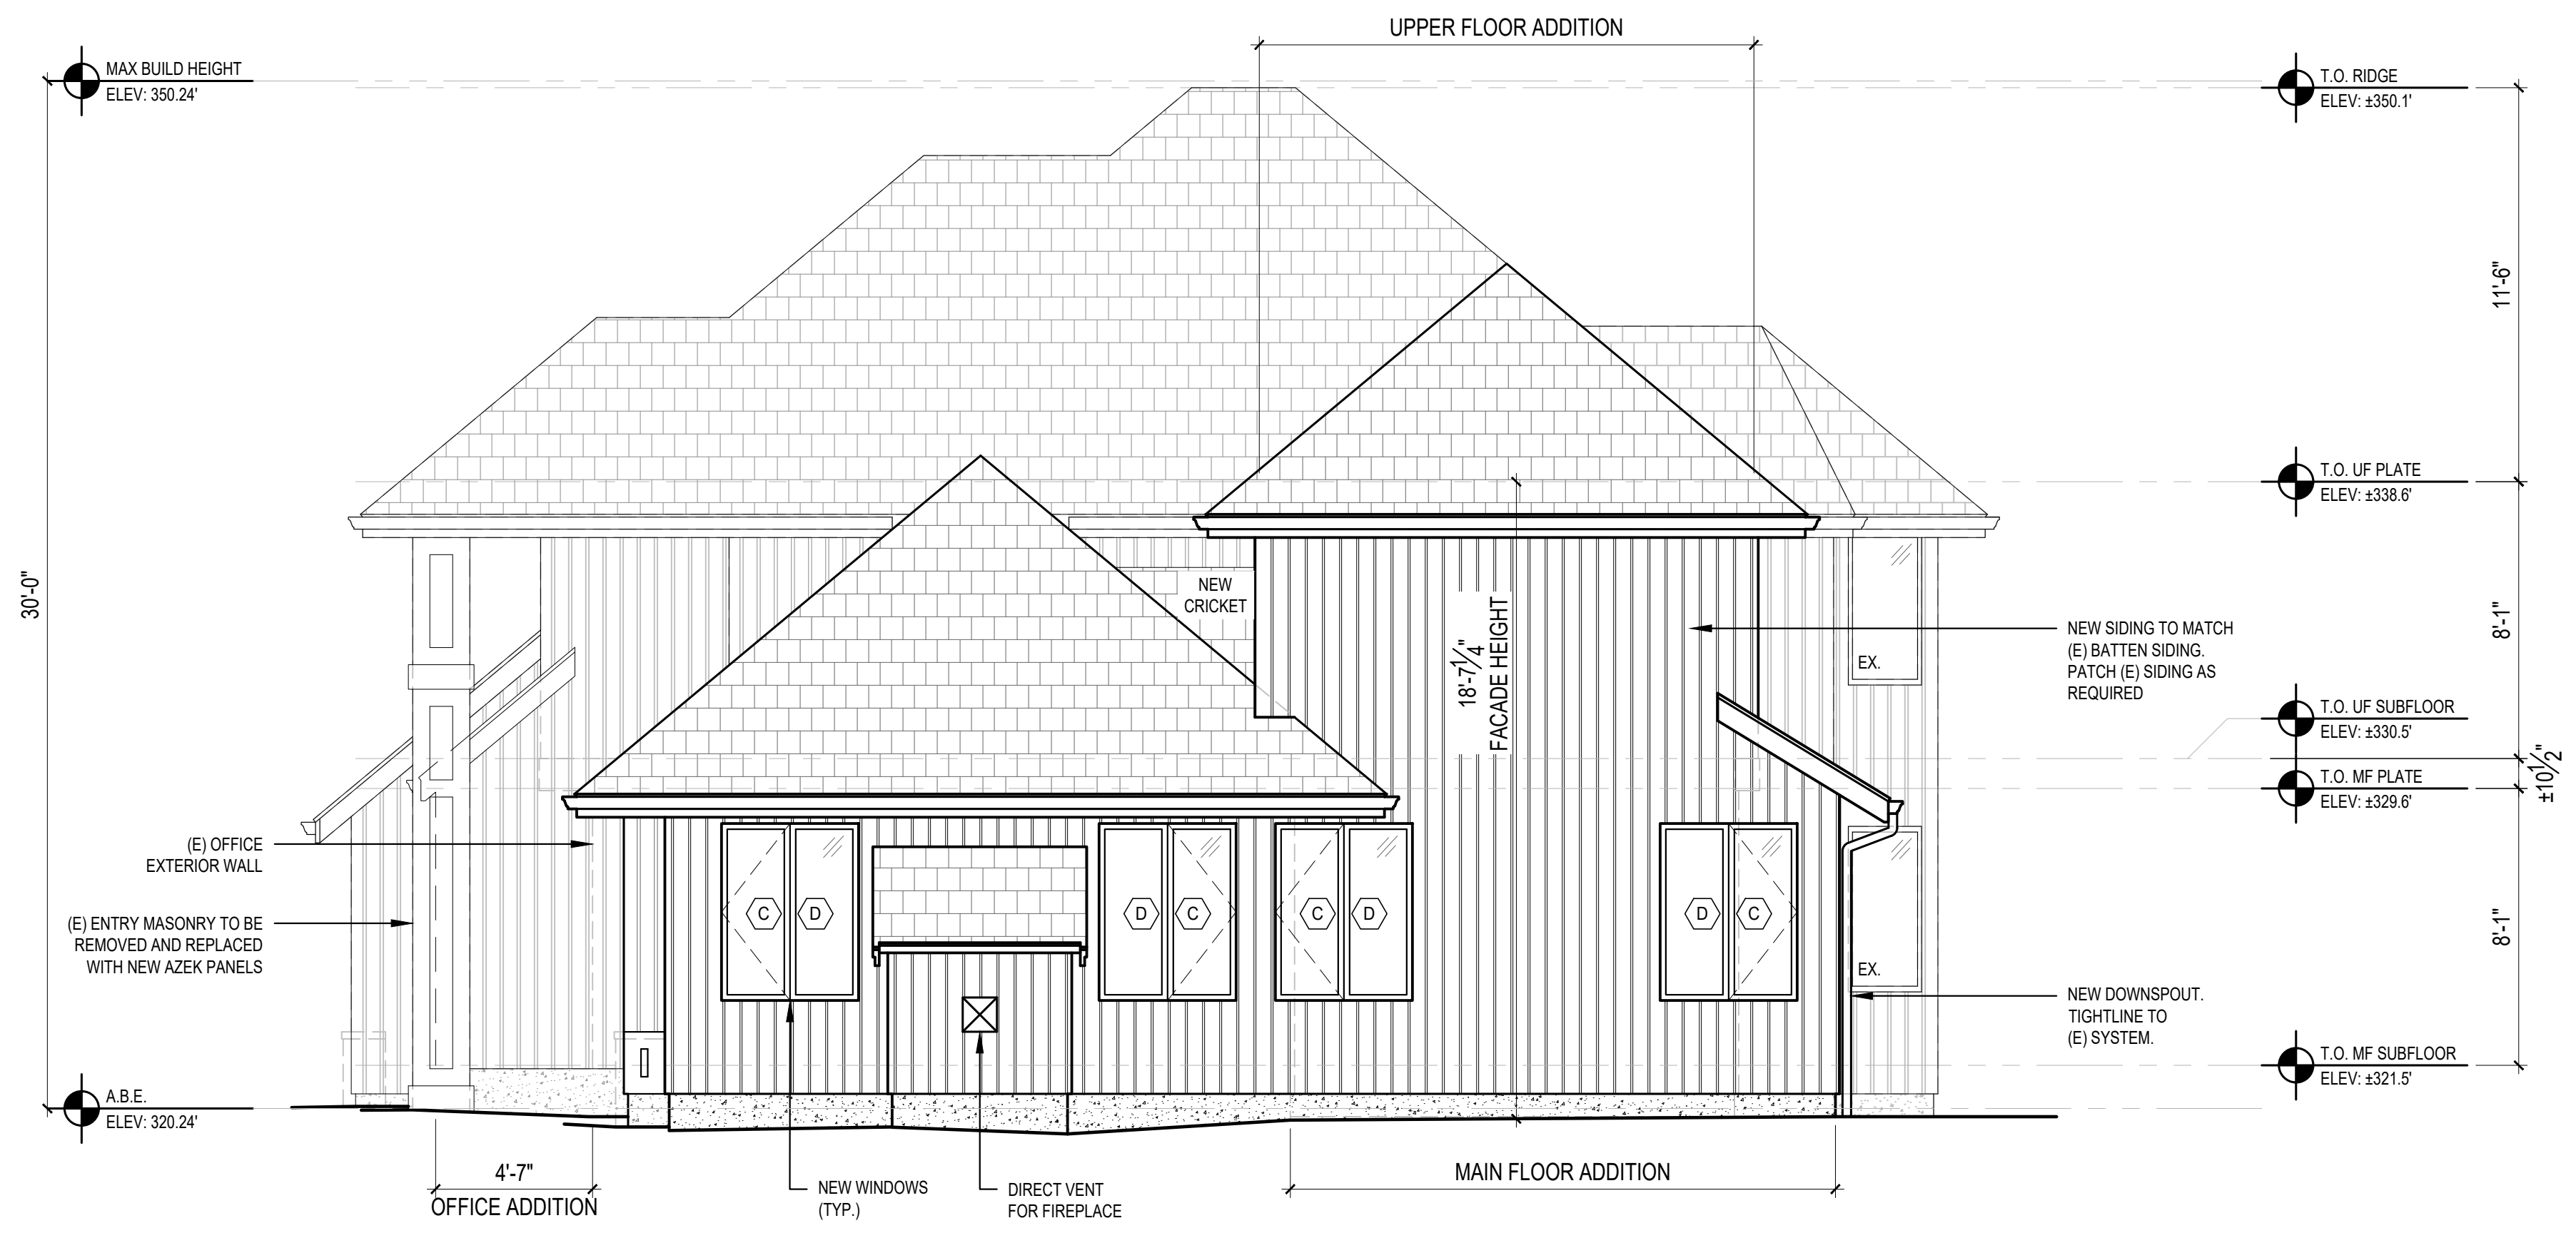 UPPER FLOOR ADDITION
MAX BUILD HEIGHT
ELEV: 350.24'
T.O. RIDGE
ELEV: ±350.1'
11'-6"
T.O. UF PLATE
ELEV: ±338.6'
30'-0"
NEW
CRICKET
18'-7 1/4"
FACADE HEIGHT
8'-1"
NEW SIDING TO MATCH
(E) BATTEN SIDING.
PATCH (E) SIDING AS
REQUIRED
EX.
T.O. UF SUBFLOOR
ELEV: ±330.5'
±10 1/2"
T.O. MF PLATE
ELEV: ±329.6'
(E) OFFICE
EXTERIOR WALL
(E) ENTRY MASONRY TO BE
REMOVED AND REPLACED
WITH NEW AZEK PANELS
C D D C C D D C
8'-1"
EX.
NEW DOWNSPOUT.
TIGHTLINE TO
(E) SYSTEM.
T.O. MF SUBFLOOR
ELEV: ±321.5'
A.B.E.
ELEV: 320.24'
4'-7"
OFFICE ADDITION
NEW WINDOWS
(TYP.)
DIRECT VENT
FOR FIREPLACE
MAIN FLOOR ADDITION